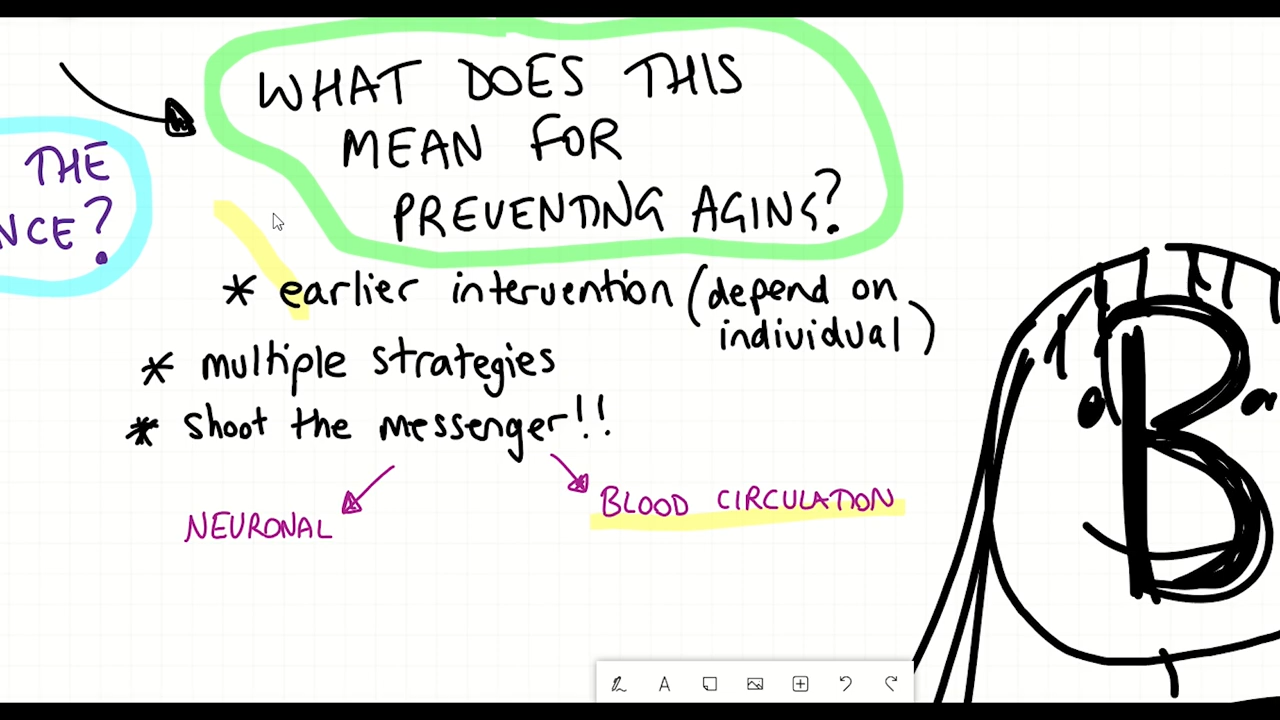 WHAT DOES THIS
MEAN FOR
PREVENTING AGING?
THE
NCE?
* earlier intervention (depend on
individual)
* multiple strategies
* shoot the messenger!!
NEURONAL
BLOOD CIRCULATION
B
A